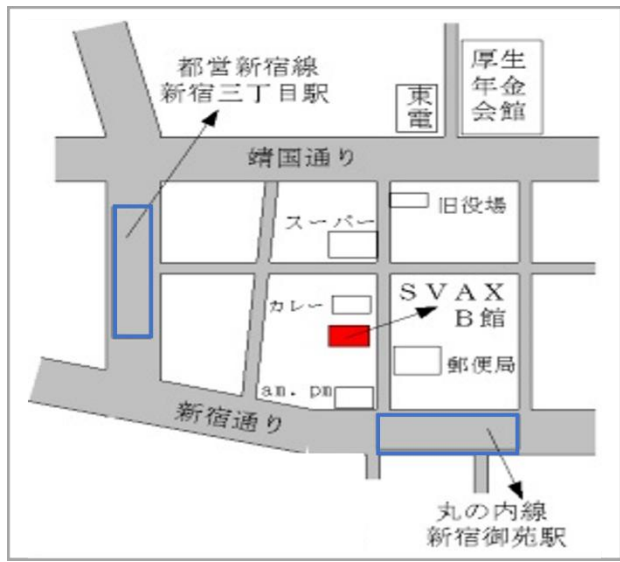 都営新宿線
新宿三丁目駅
厚生
年金
会館
東電
靖国通り
旧役場
スーパー
カレー
SVAX
B館
郵便局
am. pm
新宿通り
丸の内線
新宿御苑駅